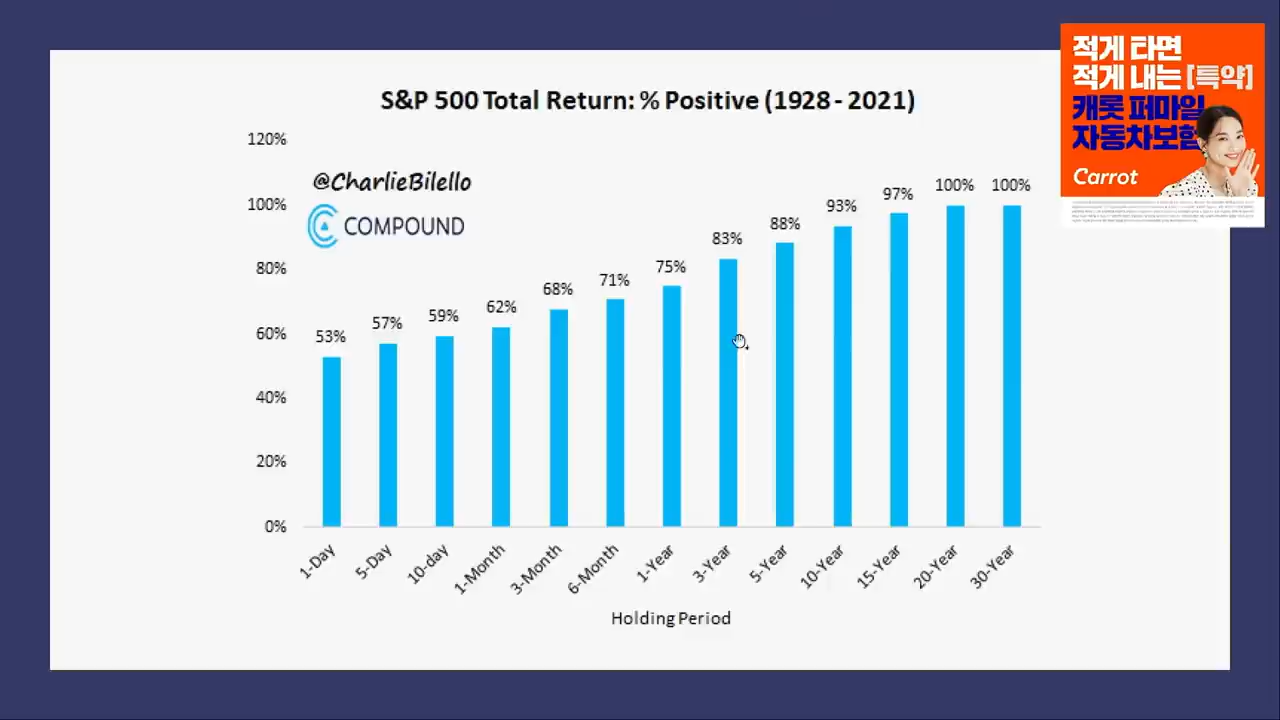 S&P 500 Total Return: % Positive (1928 - 2021)
@CharlieBilello
COMPOUND
120%
100%
80%
60%
40%
20%
0%
53%
57%
59%
62%
68%
71%
75%
83%
88%
93%
97%
100%
100%
1-Day
5-Day
10-day
1-Month
3-Month
6-Month
1-Year
3-Year
5-Year
10-Year
15-Year
20-Year
30-Year
Holding Period
적게 타면
적게 내는 [특약]
캐롯 퍼마일
자동차보험
Carrot